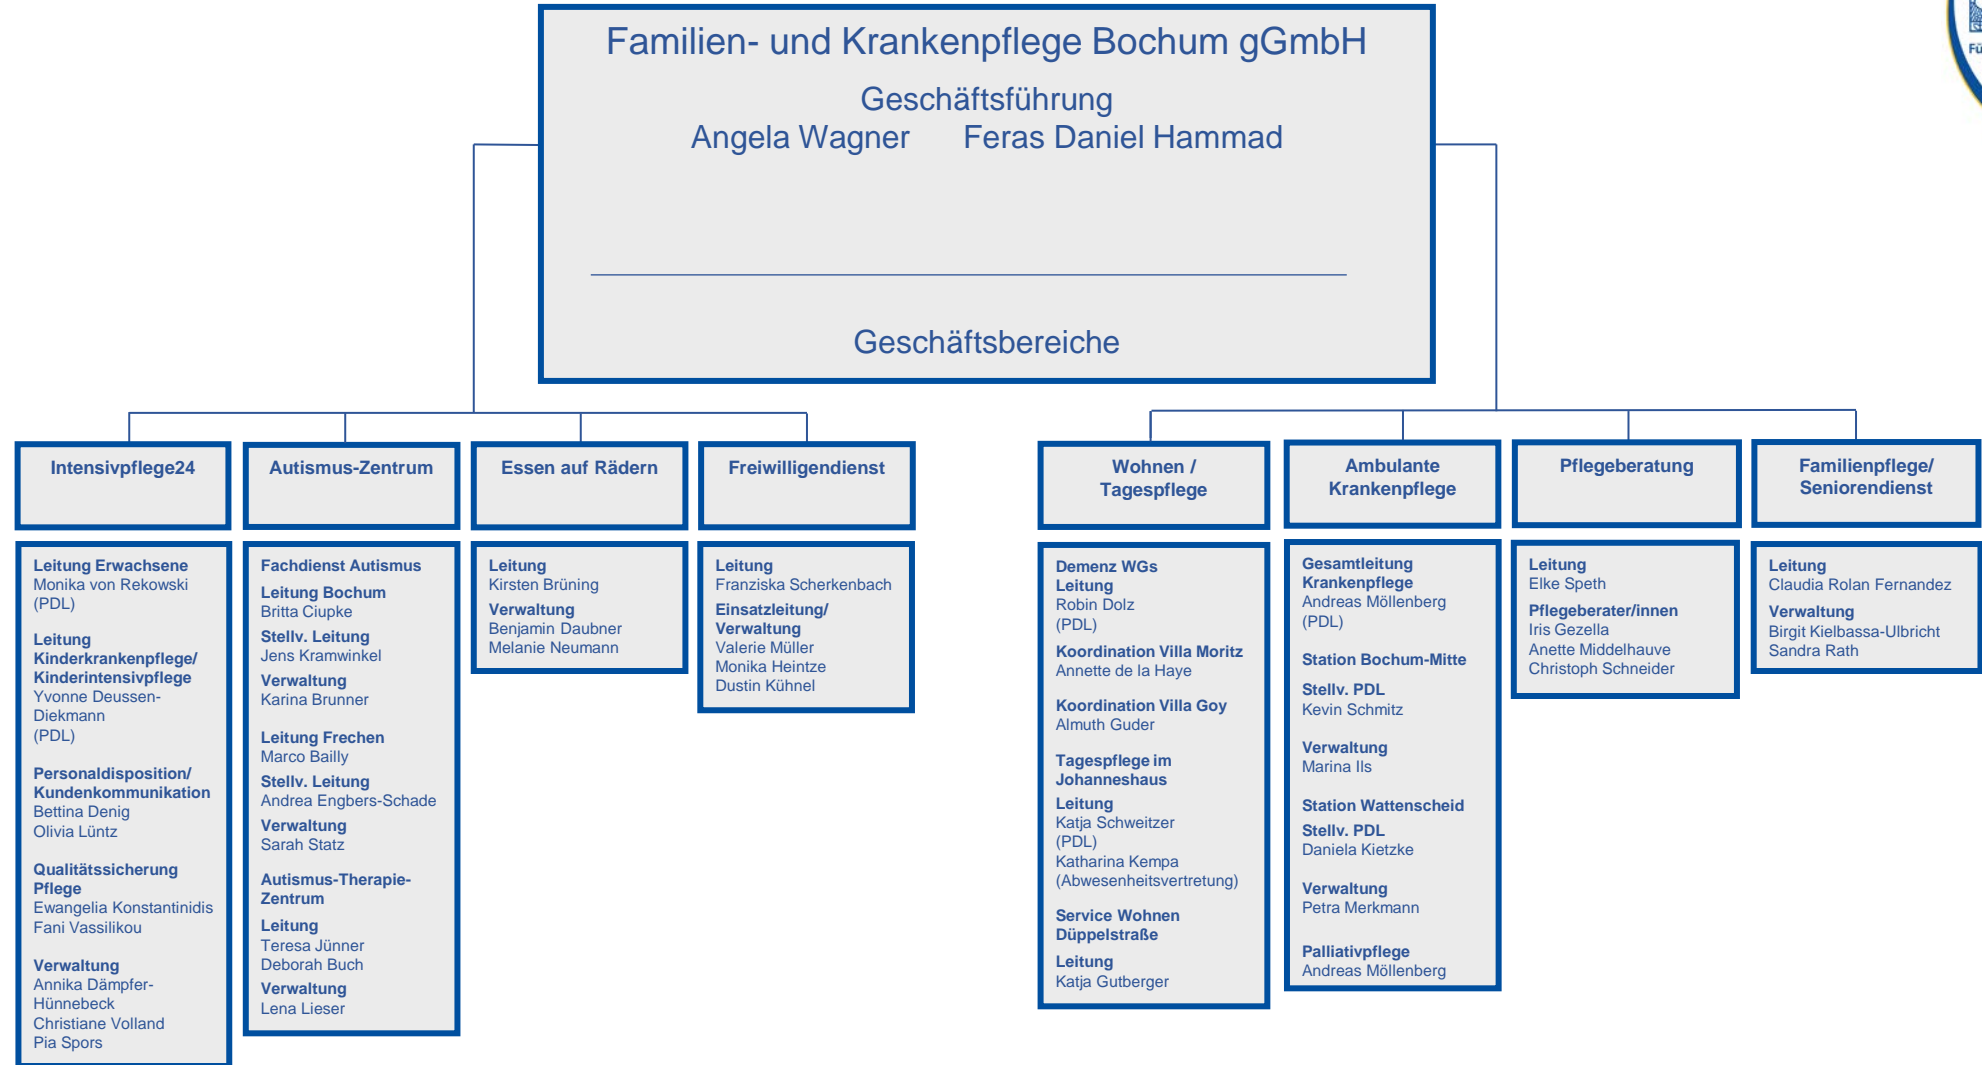 Familien- und Krankenpflege Bochum gGmbH
Geschäftsführung
Angela Wagner Feras Daniel Hammad
Geschäftsbereiche
Intensivpflege24
Leitung Erwachsene
Monika von Rekowski
(PDL)
Leitung
Kinderkrankenpflege/
Kinderintensivpflege
Yvonne Deussen-
Diekmann
(PDL)
Personaldisposition/
Kundenkommunikation
Bettina Denig
Olivia Lüntz
Qualitätssicherung
Pflege
Ewangelia Konstantinidis
Fani Vassilikou
Verwaltung
Annika Dämpfer-
Hünnebeck
Christiane Volland
Pia Spors
Autismus-Zentrum
Fachdienst Autismus
Leitung Bochum
Britta Ciupke
Stellv. Leitung
Jens Kramwinkel
Verwaltung
Karina Brunner
Leitung Frechen
Marco Bailly
Stellv. Leitung
Andrea Engbers-Schade
Verwaltung
Sarah Statz
Autismus-Therapie-
Zentrum
Leitung
Teresa Jünner
Deborah Buch
Verwaltung
Lena Lieser
Essen auf Rädern
Leitung
Kirsten Brüning
Verwaltung
Benjamin Daubner
Melanie Neumann
Freiwilligendienst
Leitung
Franziska Scherkenbach
Einsatzleitung/
Verwaltung
Valerie Müller
Monika Heintze
Dustin Kühnel
Wohnen /
Tagespflege
Demenz WGs
Leitung
Robin Dolz
(PDL)
Koordination Villa Moritz
Annette de la Haye
Koordination Villa Goy
Almuth Guder
Tagespflege im
Johanneshaus
Leitung
Katja Schweitzer
(PDL)
Katharina Kempa
(Abwesenheitsvertretung)
Service Wohnen
Düppelstraße
Leitung
Katja Gutberger
Ambulante
Krankenpflege
Gesamtleitung
Krankenpflege
Andreas Möllenberg
(PDL)
Station Bochum-Mitte
Stellv. PDL
Kevin Schmitz
Verwaltung
Marina Ils
Station Wattenscheid
Stellv. PDL
Daniela Kietzke
Verwaltung
Petra Merkmann
Palliativpflege
Andreas Möllenberg
Pflegeberatung
Leitung
Elke Speth
Pflegeberater/innen
Iris Gezella
Anette Middelhauve
Christoph Schneider
Familienpflege/
Seniorendienst
Leitung
Claudia Rolan Fernandez
Verwaltung
Birgit Kielbassa-Ulbricht
Sandra Rath